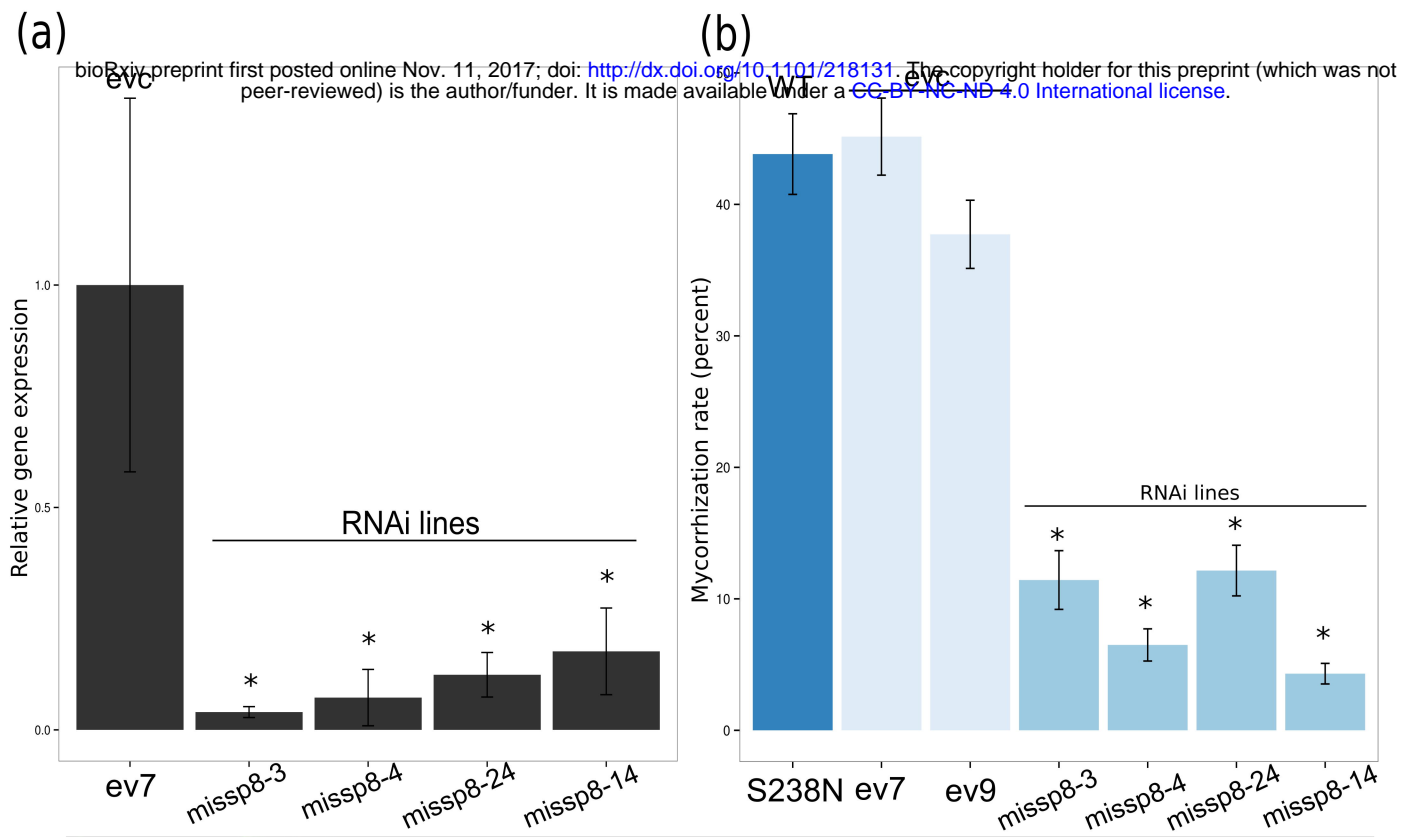 (a)
(b)
bioRxiv preprint first posted online Nov. 11, 2017; doi: http://dx.doi.org/10.1101/218131. The copyright holder for this preprint (which was not
peer-reviewed) is the author/funder. It is made available under a CC-BY-NC-ND 4.0 International license.
evc
Relative gene expression
1.0
0.5
0.0
RNAi lines
*
*
*
*
ev7
missp8-3
missp8-4
missp8-24
missp8-14
WT
evc
Mycorrhization rate (percent)
50
40
30
20
10
0
RNAi lines
*
*
*
*
S238N
ev7
ev9
missp8-3
missp8-4
missp8-24
missp8-14